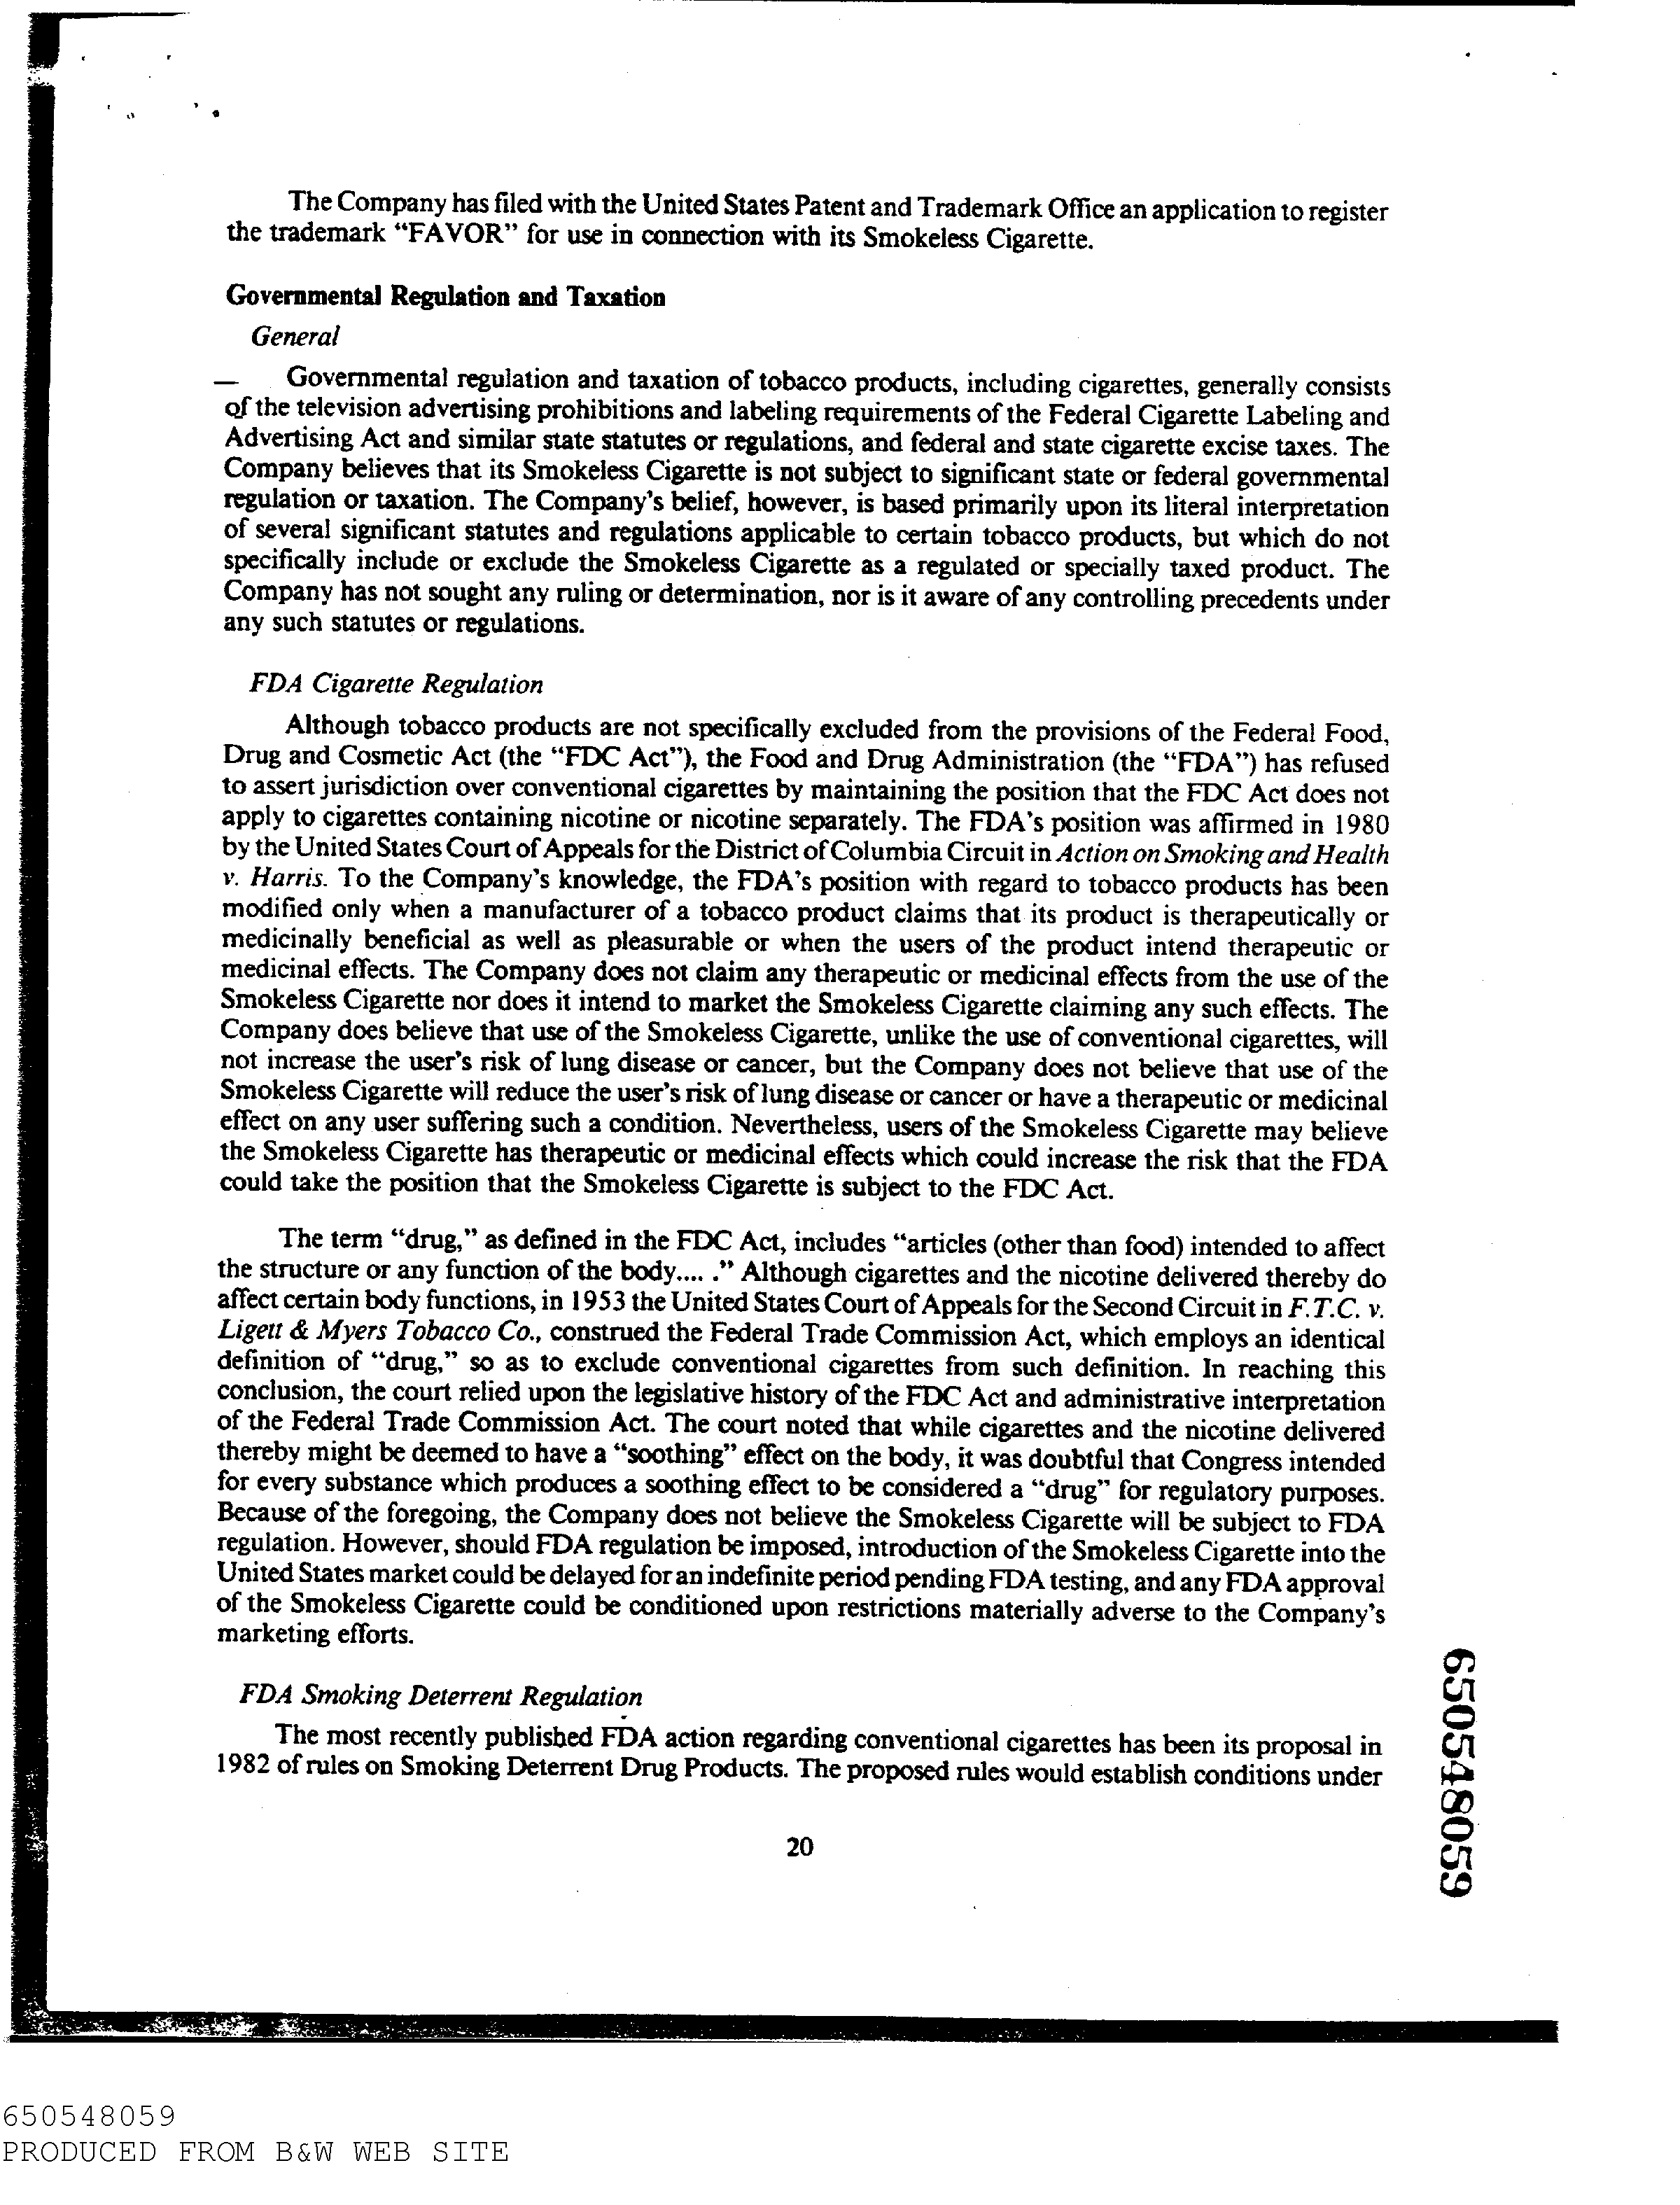 The Company has filed with the United States Patent and Trademark Office an application to register
the trademark “FAVOR” for use in connection with its Smokeless Cigarette.
Governmental Regulation and Taxation
General
— Governmental regulation and taxation of tobacco products, including cigarettes, generally consists
of the television advertising prohibitions and labeling requirements of the Federal Cigarette Labeling and
Advertising Act and similar state statutes or regulations, and federal and state cigarette excise taxes. The
Company believes that its Smokeless Cigarette is not subject to significant state or federal governmental
regulation or taxation. The Company’s belief, however, is based primarily upon its literal interpretation
of several significant statutes and regulations applicable to certain tobacco products, but which do not
specifically include or exclude the Smokeless Cigarette as a regulated or specially taxed product. The
Company has not sought any ruling or determination, nor is it aware of any controlling precedents under
any such statutes or regulations.
FDA Cigarette Regulation
Although tobacco products are not specifically excluded from the provisions of the Federal Food,
Drug and Cosmetic Act (the “FDC Act”), the Food and Drug Administration (the “FDA”) has refused
to assert jurisdiction over conventional cigarettes by maintaining the position that the FDC Act does not
apply to cigarettes containing nicotine or nicotine separately. The FDA’s position was affirmed in 1980
by the United States Court of Appeals for the District of Columbia Circuit in Action on Smoking and Health
v. Harris. To the Company’s knowledge, the FDA’s position with regard to tobacco products has been
modified only when a manufacturer of a tobacco product claims that its product is therapeutically or
medicinally beneficial as well as pleasurable or when the users of the product intend therapeutic or
medicinal effects. The Company does not claim any therapeutic or medicinal effects from the use of the
Smokeless Cigarette nor does it intend to market the Smokeless Cigarette claiming any such effects. The
Company does believe that use of the Smokeless Cigarette, unlike the use of conventional cigarettes, will
not increase the user’s risk of lung disease or cancer, but the Company does not believe that use of the
Smokeless Cigarette will reduce the user’s risk of lung disease or cancer or have a therapeutic or medicinal
effect on any user suffering such a condition. Nevertheless, users of the Smokeless Cigarette may believe
the Smokeless Cigarette has therapeutic or medicinal effects which could increase the risk that the FDA
could take the position that the Smokeless Cigarette is subject to the FDC Act.
The term “drug,” as defined in the FDC Act, includes “articles (other than food) intended to affect
the structure or any function of the body.... .” Although cigarettes and the nicotine delivered thereby do
affect certain body functions, in 1953 the United States Court of Appeals for the Second Circuit in F.T.C. v.
Ligett & Myers Tobacco Co., construed the Federal Trade Commission Act, which employs an identical
definition of “drug,” so as to exclude conventional cigarettes from such definition. In reaching this
conclusion, the court relied upon the legislative history of the FDC Act and administrative interpretation
of the Federal Trade Commission Act. The court noted that while cigarettes and the nicotine delivered
thereby might be deemed to have a “soothing” effect on the body, it was doubtful that Congress intended
for every substance which produces a soothing effect to be considered a “drug” for regulatory purposes.
Because of the foregoing, the Company does not believe the Smokeless Cigarette will be subject to FDA
regulation. However, should FDA regulation be imposed, introduction of the Smokeless Cigarette into the
United States market could be delayed for an indefinite period pending FDA testing, and any FDA approval
of the Smokeless Cigarette could be conditioned upon restrictions materially adverse to the Company’s
marketing efforts.
FDA Smoking Deterrent Regulation
The most recently published FDA action regarding conventional cigarettes has been its proposal in
1982 of rules on Smoking Deterrent Drug Products. The proposed rules would establish conditions under
20
650548059
650548059
PRODUCED FROM B&W WEB SITE